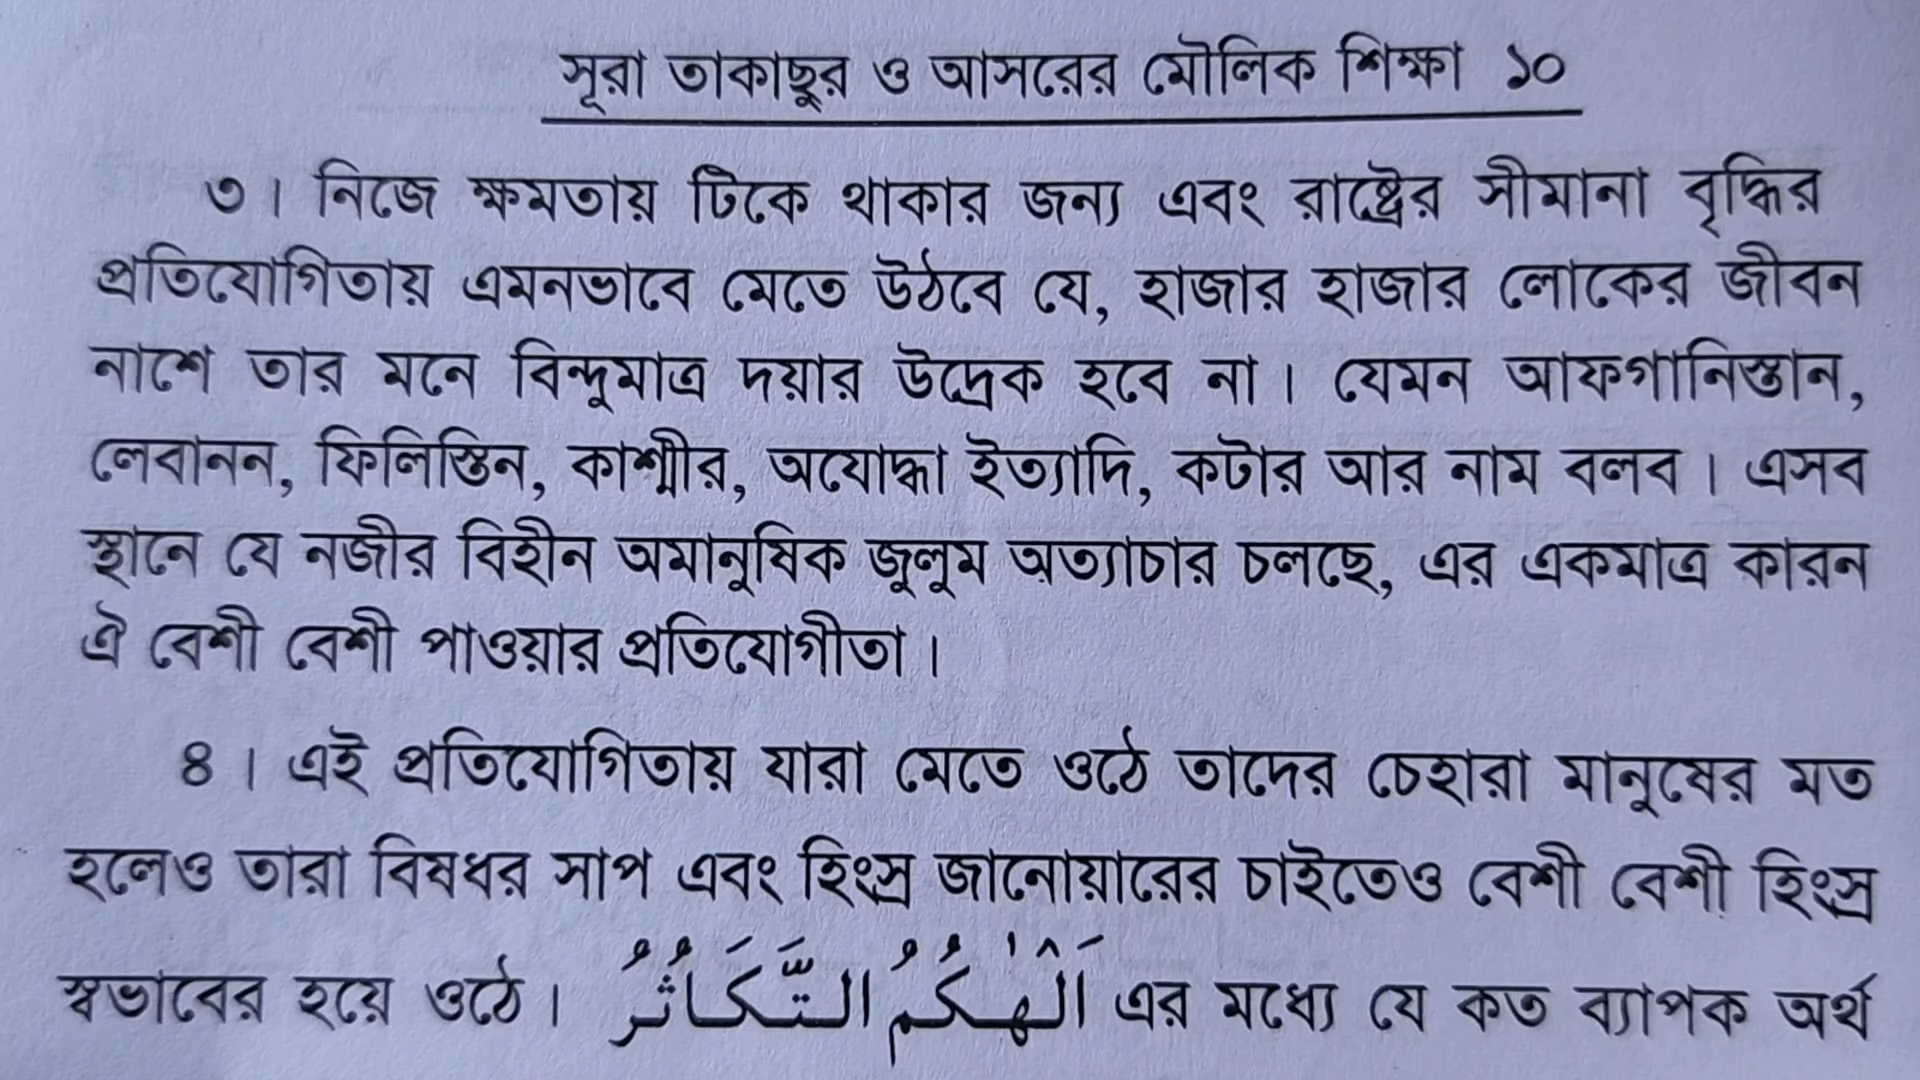 সূরা তাকাছুর ও আসরের মৌলিক শিক্ষা ১০
৩। নিজে ক্ষমতায় টিকে থাকার জন্য এবং রাষ্ট্রের সীমানা বৃদ্ধির
প্রতিযোগিতায় এমনভাবে মেতে উঠবে যে, হাজার হাজার লোকের জীবন
নাশে তার মনে বিন্দুমাত্র দয়ার উদ্রেক হবে না। যেমন আফগানিস্তান,
লেবানন, ফিলিস্তিন, কাশ্মীর, অযোদ্ধা ইত্যাদি, কটার আর নাম বলব। এসব
স্থানে যে নজীর বিহীন অমানুষিক জুলুম অত্যাচার চলছে, এর একমাত্র কারন
ঐ বেশী বেশী পাওয়ার প্রতিযোগীতা।
৪। এই প্রতিযোগিতায় যারা মেতে ওঠে তাদের চেহারা মানুষের মত
হলেও তারা বিষধর সাপ এবং হিংস্র জানোয়ারের চাইতেও বেশী বেশী হিংস্র
স্বভাবের হয়ে ওঠে। اَلْهٰكُمُ التَّكَاثُرُ এর মধ্যে যে কত ব্যাপক অর্থ